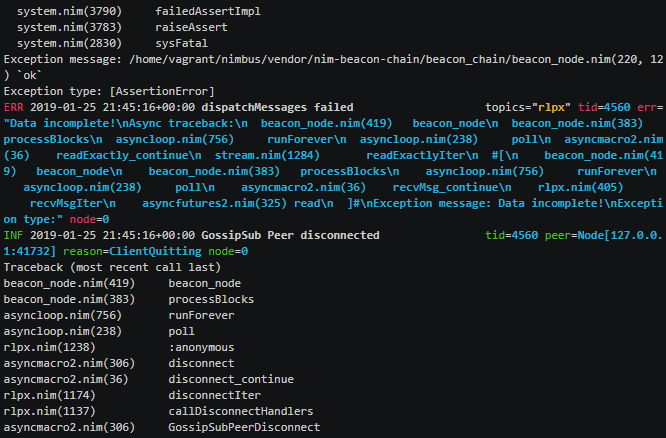 system.nim(3790) failedAssertImpl
system.nim(3783) raiseAssert
system.nim(2830) sysFatal
Exception message: /home/vagrant/nimbus/vendor/nim-beacon-chain/beacon_chain/beacon_node.nim(220, 12
) `ok`
Exception type: [AssertionError]
ERR 2019-01-25 21:45:16+00:00 dispatchMessages failed topics="rlpx" tid=4560 err=
"Data incomplete!\nAsync traceback:\n beacon_node.nim(419) beacon_node\n beacon_node.nim(383)
processBlocks\n asyncloop.nim(756) runForever\n asyncloop.nim(238) poll\n asyncmacro2.nim
(36) readExactly_continue\n stream.nim(1284) readExactlyIter\n #[\n beacon_node.nim(41
9) beacon_node\n beacon_node.nim(383) processBlocks\n asyncloop.nim(756) runForever\n
asyncloop.nim(238) poll\n asyncmacro2.nim(36) recvMsg_continue\n rlpx.nim(405)
recvMsgIter\n asyncfutures2.nim(325) read\n ]#\nException message: Data incomplete!\nExcepti
on type:" node=0
INF 2019-01-25 21:45:16+00:00 GossipSub Peer disconnected tid=4560 peer=Node[127.0.0.
1:41732] reason=ClientQuitting node=0
Traceback (most recent call last)
beacon_node.nim(419) beacon_node
beacon_node.nim(383) processBlocks
asyncloop.nim(756) runForever
asyncloop.nim(238) poll
rlpx.nim(1238) :anonymous
asyncmacro2.nim(306) disconnect
asyncmacro2.nim(36) disconnect_continue
rlpx.nim(1174) disconnectIter
rlpx.nim(1137) callDisconnectHandlers
asyncmacro2.nim(306) GossipSubPeerDisconnect